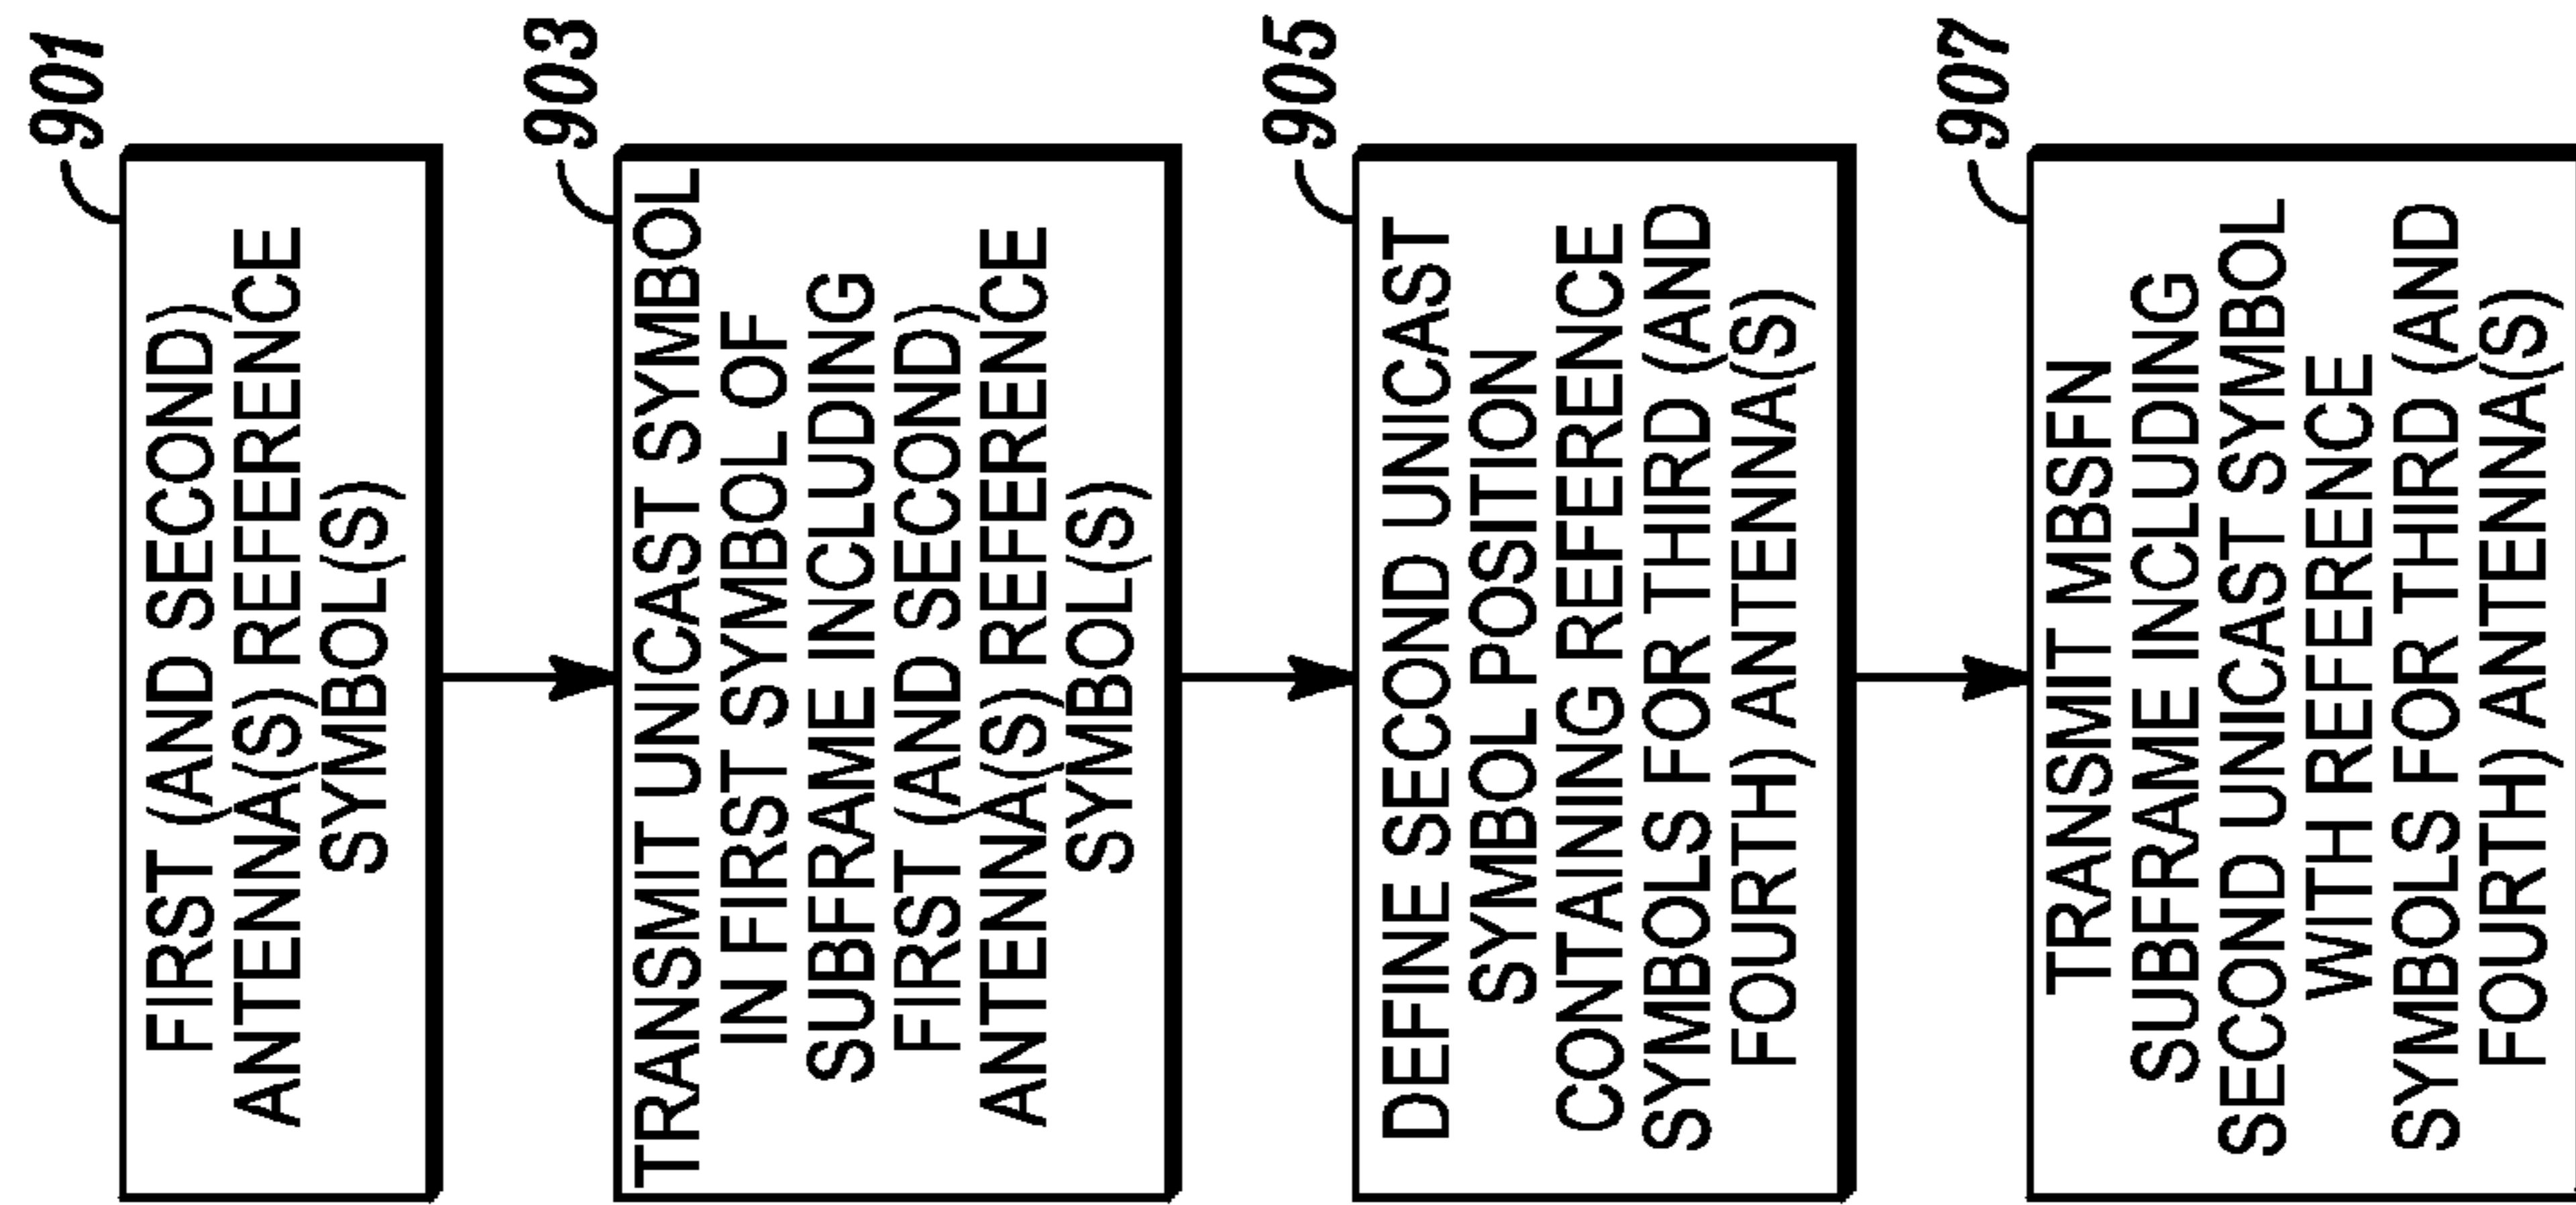 901
FIRST (AND SECOND)
ANTENNA(S) REFERENCE
SYMBOL(S)
903
TRANSMIT UNICAST SYMBOL
IN FIRST SYMBOL OF
SUBFRAME INCLUDING
FIRST (AND SECOND)
ANTENNA(S) REFERENCE
SYMBOL(S)
905
DEFINE SECOND UNICAST
SYMBOL POSITION
CONTAINING REFERENCE
SYMBOLS FOR THIRD (AND
FOURTH) ANTENNA(S)
907
TRANSMIT MBSFN
SUBFRAME INCLUDING
SECOND UNICAST SYMBOL
WITH REFERENCE
SYMBOLS FOR THIRD (AND
FOURTH) ANTENNA(S)